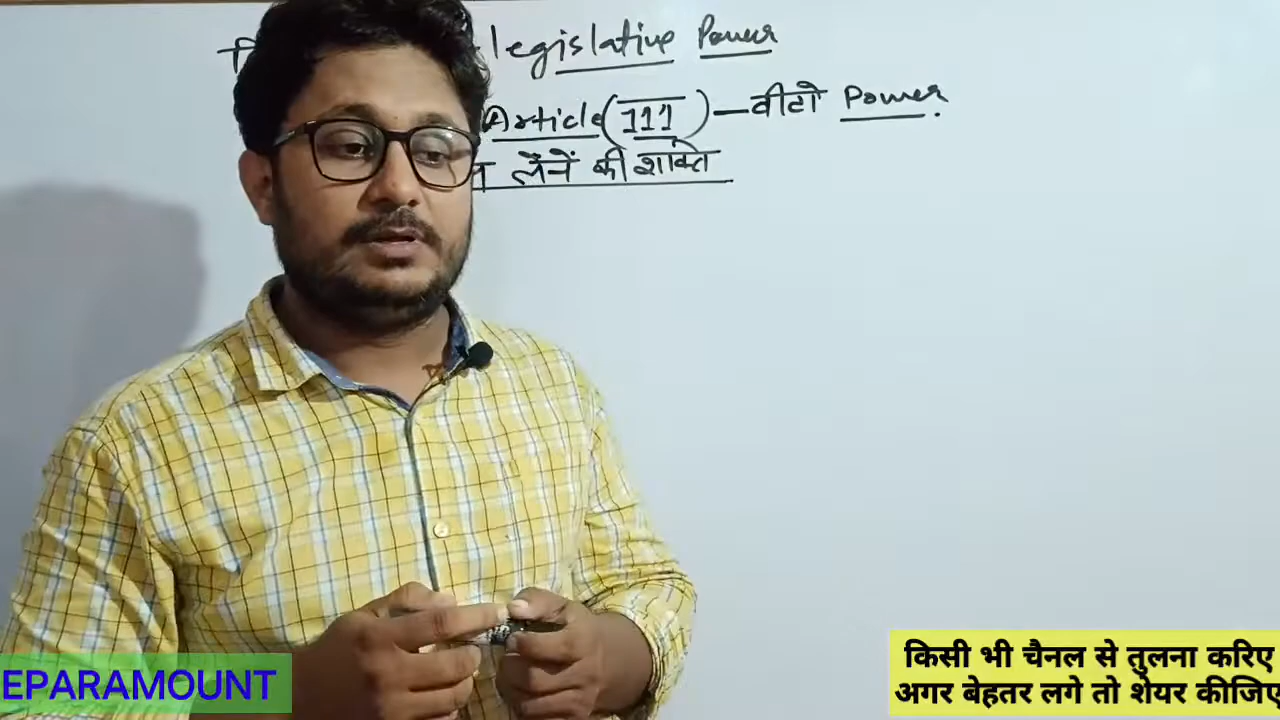 legislative Power
Article (111) — वीटो Power.
लेंनें की शक्ति
EPARAMOUNT
किसी भी चैनल से तुलना करिए
अगर बेहतर लगे तो शेयर कीजिए